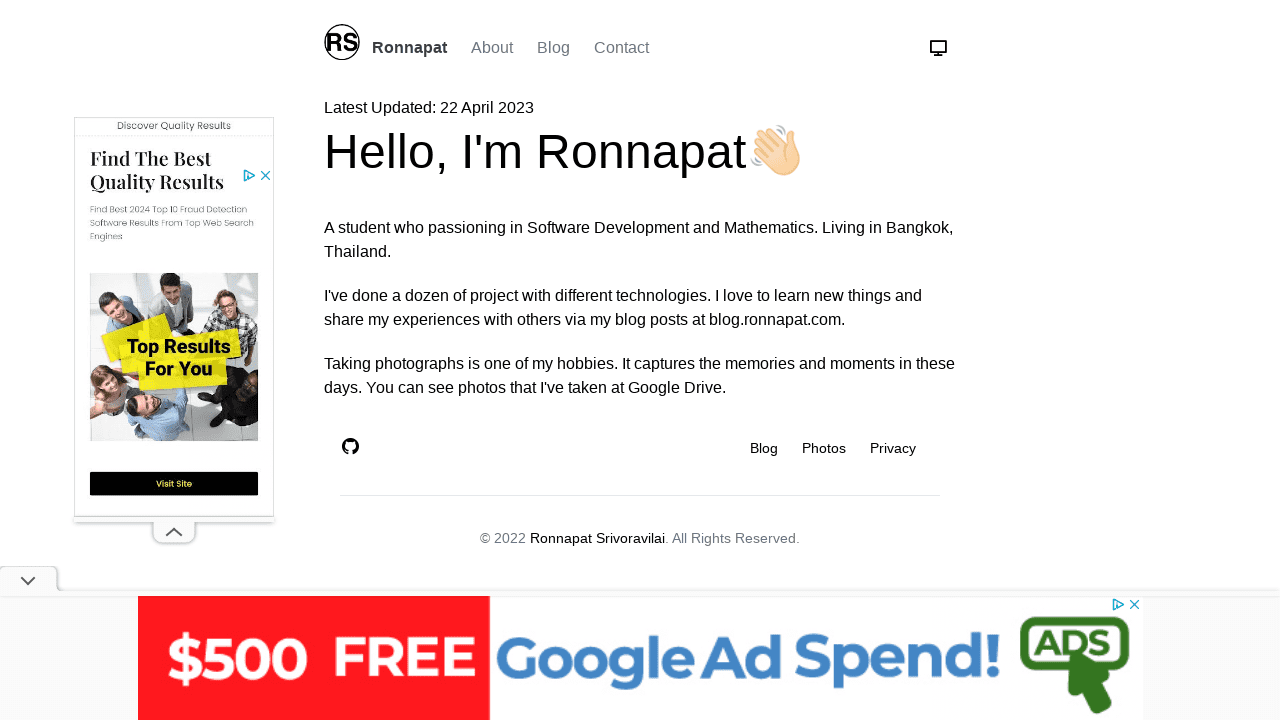 RS Ronnapat About Blog Contact
Latest Updated: 22 April 2023
Hello, I'm Ronnapat
A student who passioning in Software Development and Mathematics. Living in Bangkok,
Thailand.
I've done a dozen of project with different technologies. I love to learn new things and
share my experiences with others via my blog posts at blog.ronnapat.com.
Taking photographs is one of my hobbies. It captures the memories and moments in these
days. You can see photos that I've taken at Google Drive.
Blog Photos Privacy
© 2022 Ronnapat Srivoravilai. All Rights Reserved.
Discover Quality Results
Find The Best
Quality Results
Find Best 2024 Top 10 Fraud Detection
Software Results From Top Web Search
Engines
Top Results
For You
Visit Site
$500 FREE Google Ad Spend! ADS